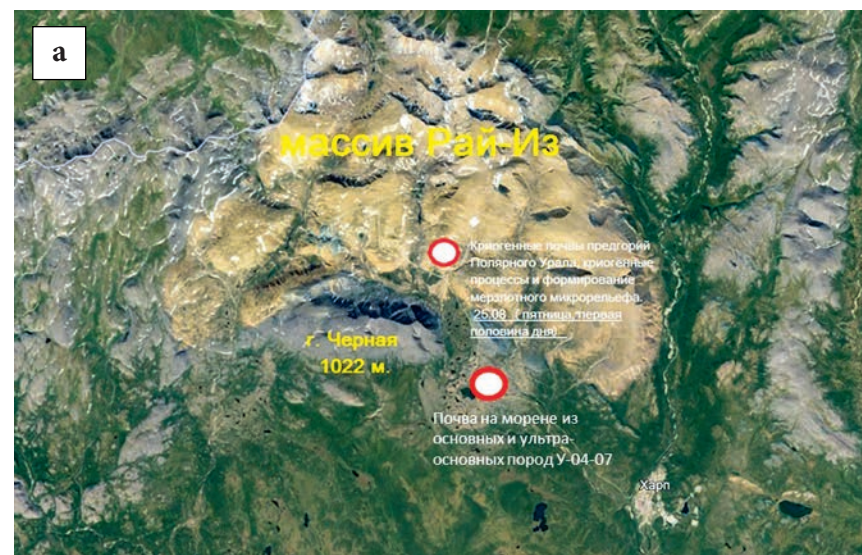 а
массив Рай-Из
Криогенные почвы предгорий
Полярного Урала, криогенные
процессы и формирование
мерзлотного микрорельефа.
25.08 (пятница, первая
половина дня)
г. Черная
1022 м.
Почва на морене из
основных и ультра-
основных пород У-04-07
Харп